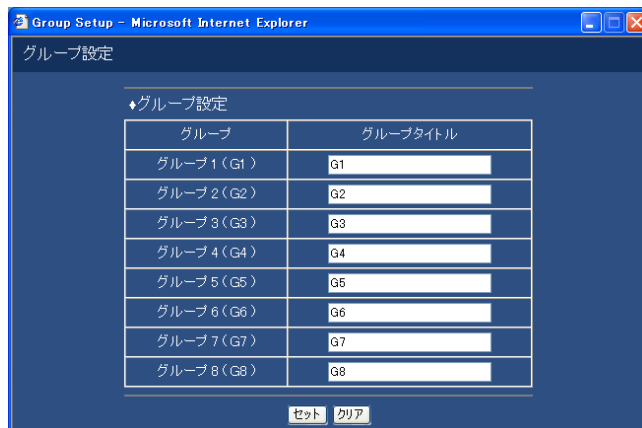 Group Setup - Microsoft Internet Explorer
グループ設定
♦グループ設定
グループ グループタイトル
グループ 1 (G1) G1
グループ 2 (G2) G2
グループ 3 (G3) G3
グループ 4 (G4) G4
グループ 5 (G5) G5
グループ 6 (G6) G6
グループ 7 (G7) G7
グループ 8 (G8) G8
セット クリア